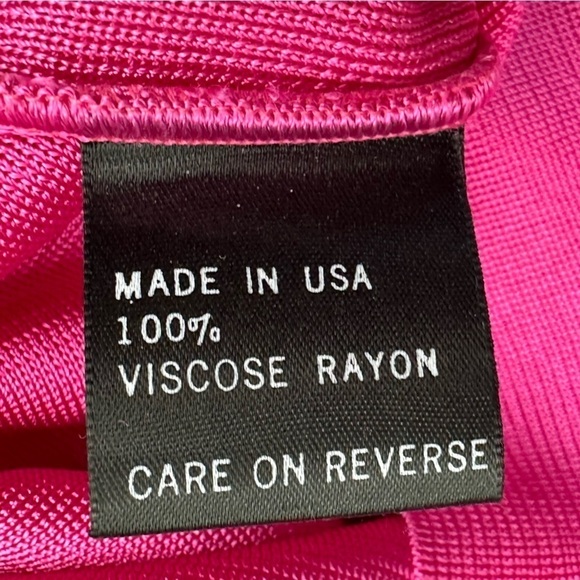 MADE IN USA
100%
VISCOSE RAYON
CARE ON REVERSE